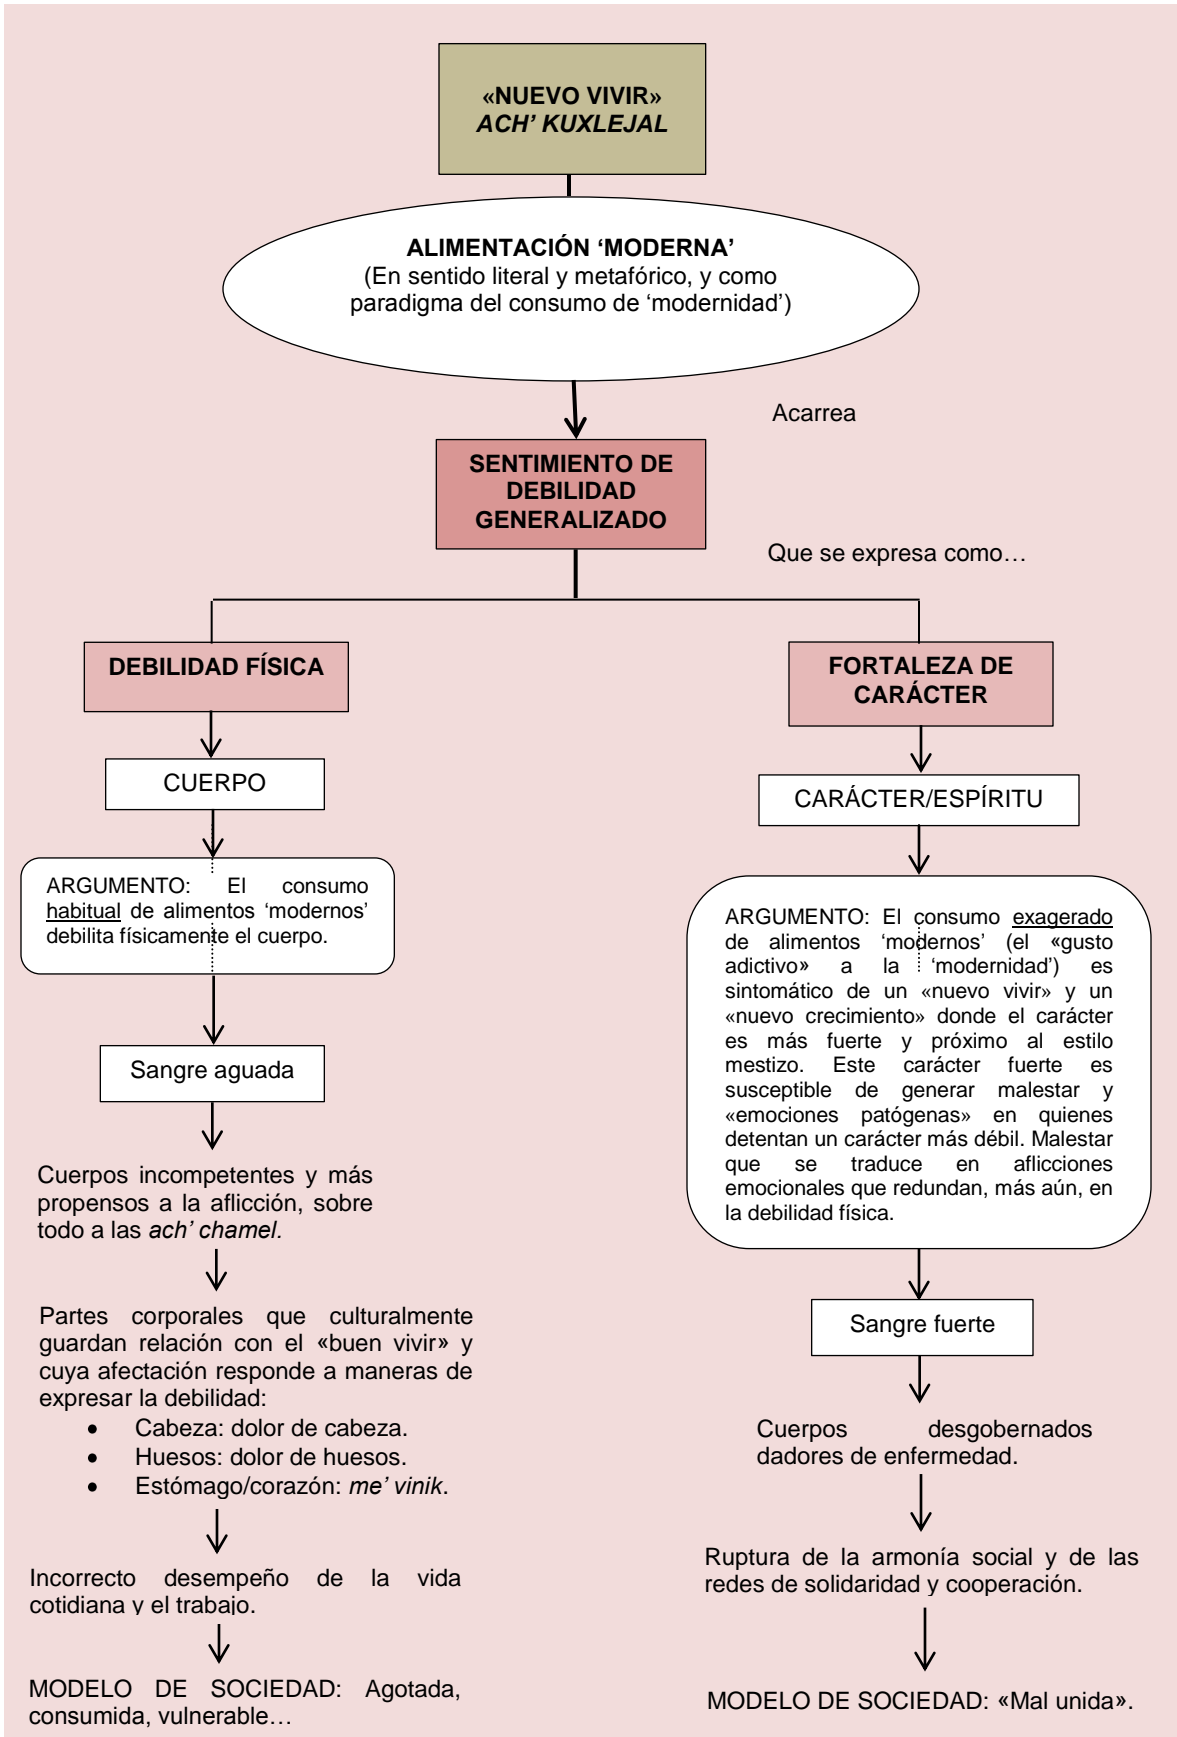 «NUEVO VIVIR»
ACH’ KUXLEJAL
ALIMENTACIÓN ‘MODERNA’
(En sentido literal y metafórico, y como
paradigma del consumo de ‘modernidad’)
Acarrea
SENTIMIENTO DE
DEBILIDAD
GENERALIZADO
Que se expresa como…
DEBILIDAD FÍSICA
CUERPO
ARGUMENTO: El consumo
habitual de alimentos ‘modernos’
debilita físicamente el cuerpo.
Sangre aguada
Cuerpos incompetentes y más
propensos a la aflicción, sobre
todo a las ach’ chamel.
Partes corporales que culturalmente
guardan relación con el «buen vivir» y
cuya afectación responde a maneras de
expresar la debilidad:
• Cabeza: dolor de cabeza.
• Huesos: dolor de huesos.
• Estómago/corazón: me’ vinik.
Incorrecto desempeño de la vida
cotidiana y el trabajo.
MODELO DE SOCIEDAD: Agotada,
consumida, vulnerable…
FORTALEZA DE
CARÁCTER
CARÁCTER/ESPÍRITU
ARGUMENTO: El consumo exagerado
de alimentos ‘modernos’ (el «gusto
adictivo» a la ‘modernidad’) es
sintomático de un «nuevo vivir» y un
«nuevo crecimiento» donde el carácter
es más fuerte y próximo al estilo
mestizo. Este carácter fuerte es
susceptible de generar malestar y
«emociones patógenas» en quienes
detentan un carácter más débil. Malestar
que se traduce en aflicciones
emocionales que redundan, más aún, en
la debilidad física.
Sangre fuerte
Cuerpos desgobernados
dadores de enfermedad.
Ruptura de la armonía social y de las
redes de solidaridad y cooperación.
MODELO DE SOCIEDAD: «Mal unida».